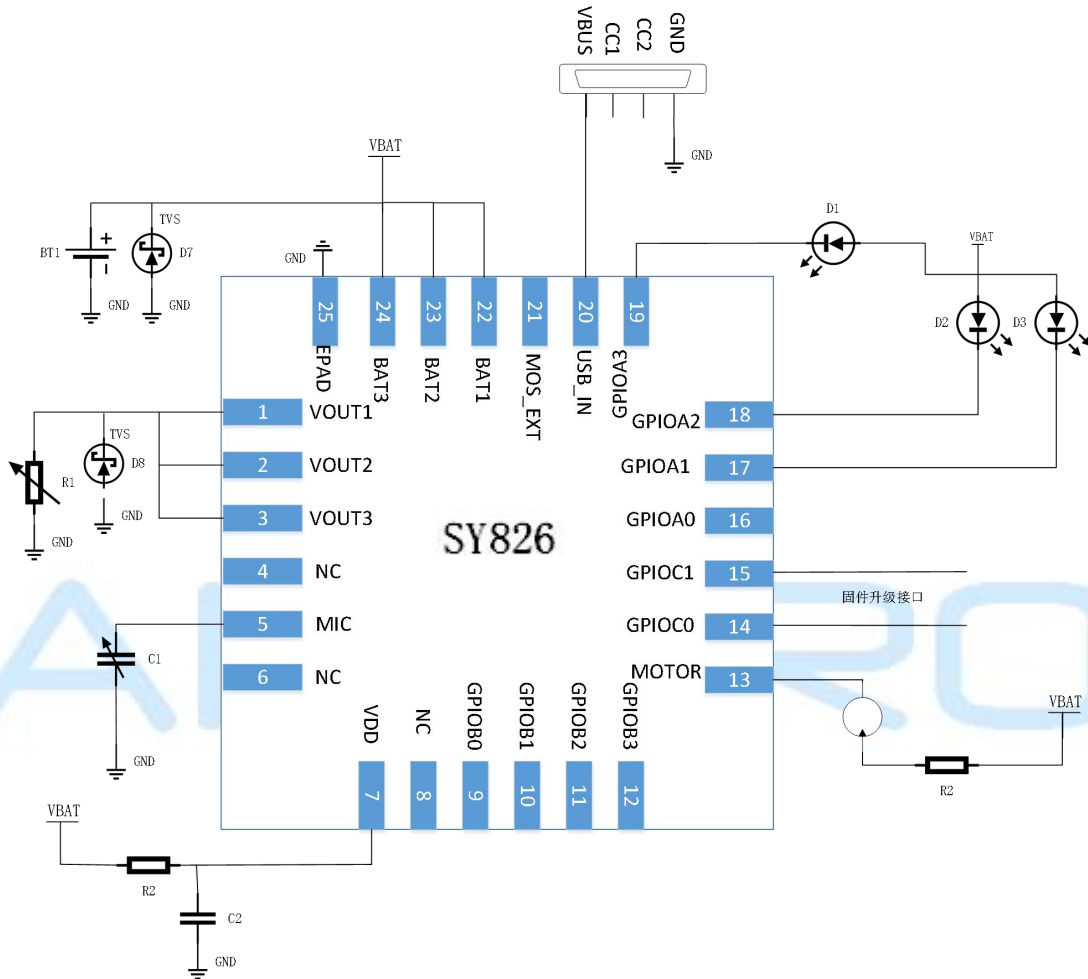 VBUS
CC1
CC2
GND
GND
VBAT
TVS
BT1
+
−
D7
GND
GND
GND
D1
VBAT
D2
D3
25
24
23
22
21
20
19
EPAD
BAT3
BAT2
BAT1
MOS_EXT
USB_IN
GPIOA3
1
VOUT1
2
VOUT2
3
VOUT3
4
NC
5
MIC
6
NC
TVS
D8
R1
GND
GND
C1
GND
SY826
GPIOA2
18
GPIOA1
17
GPIOA0
16
GPIOC1
15
固件升级接口
GPIOC0
14
MOTOR
13
VBAT
R2
VDD
NC
GPIOB0
GPIOB1
GPIOB2
GPIOB3
7
8
9
10
11
12
VBAT
R2
C2
GND